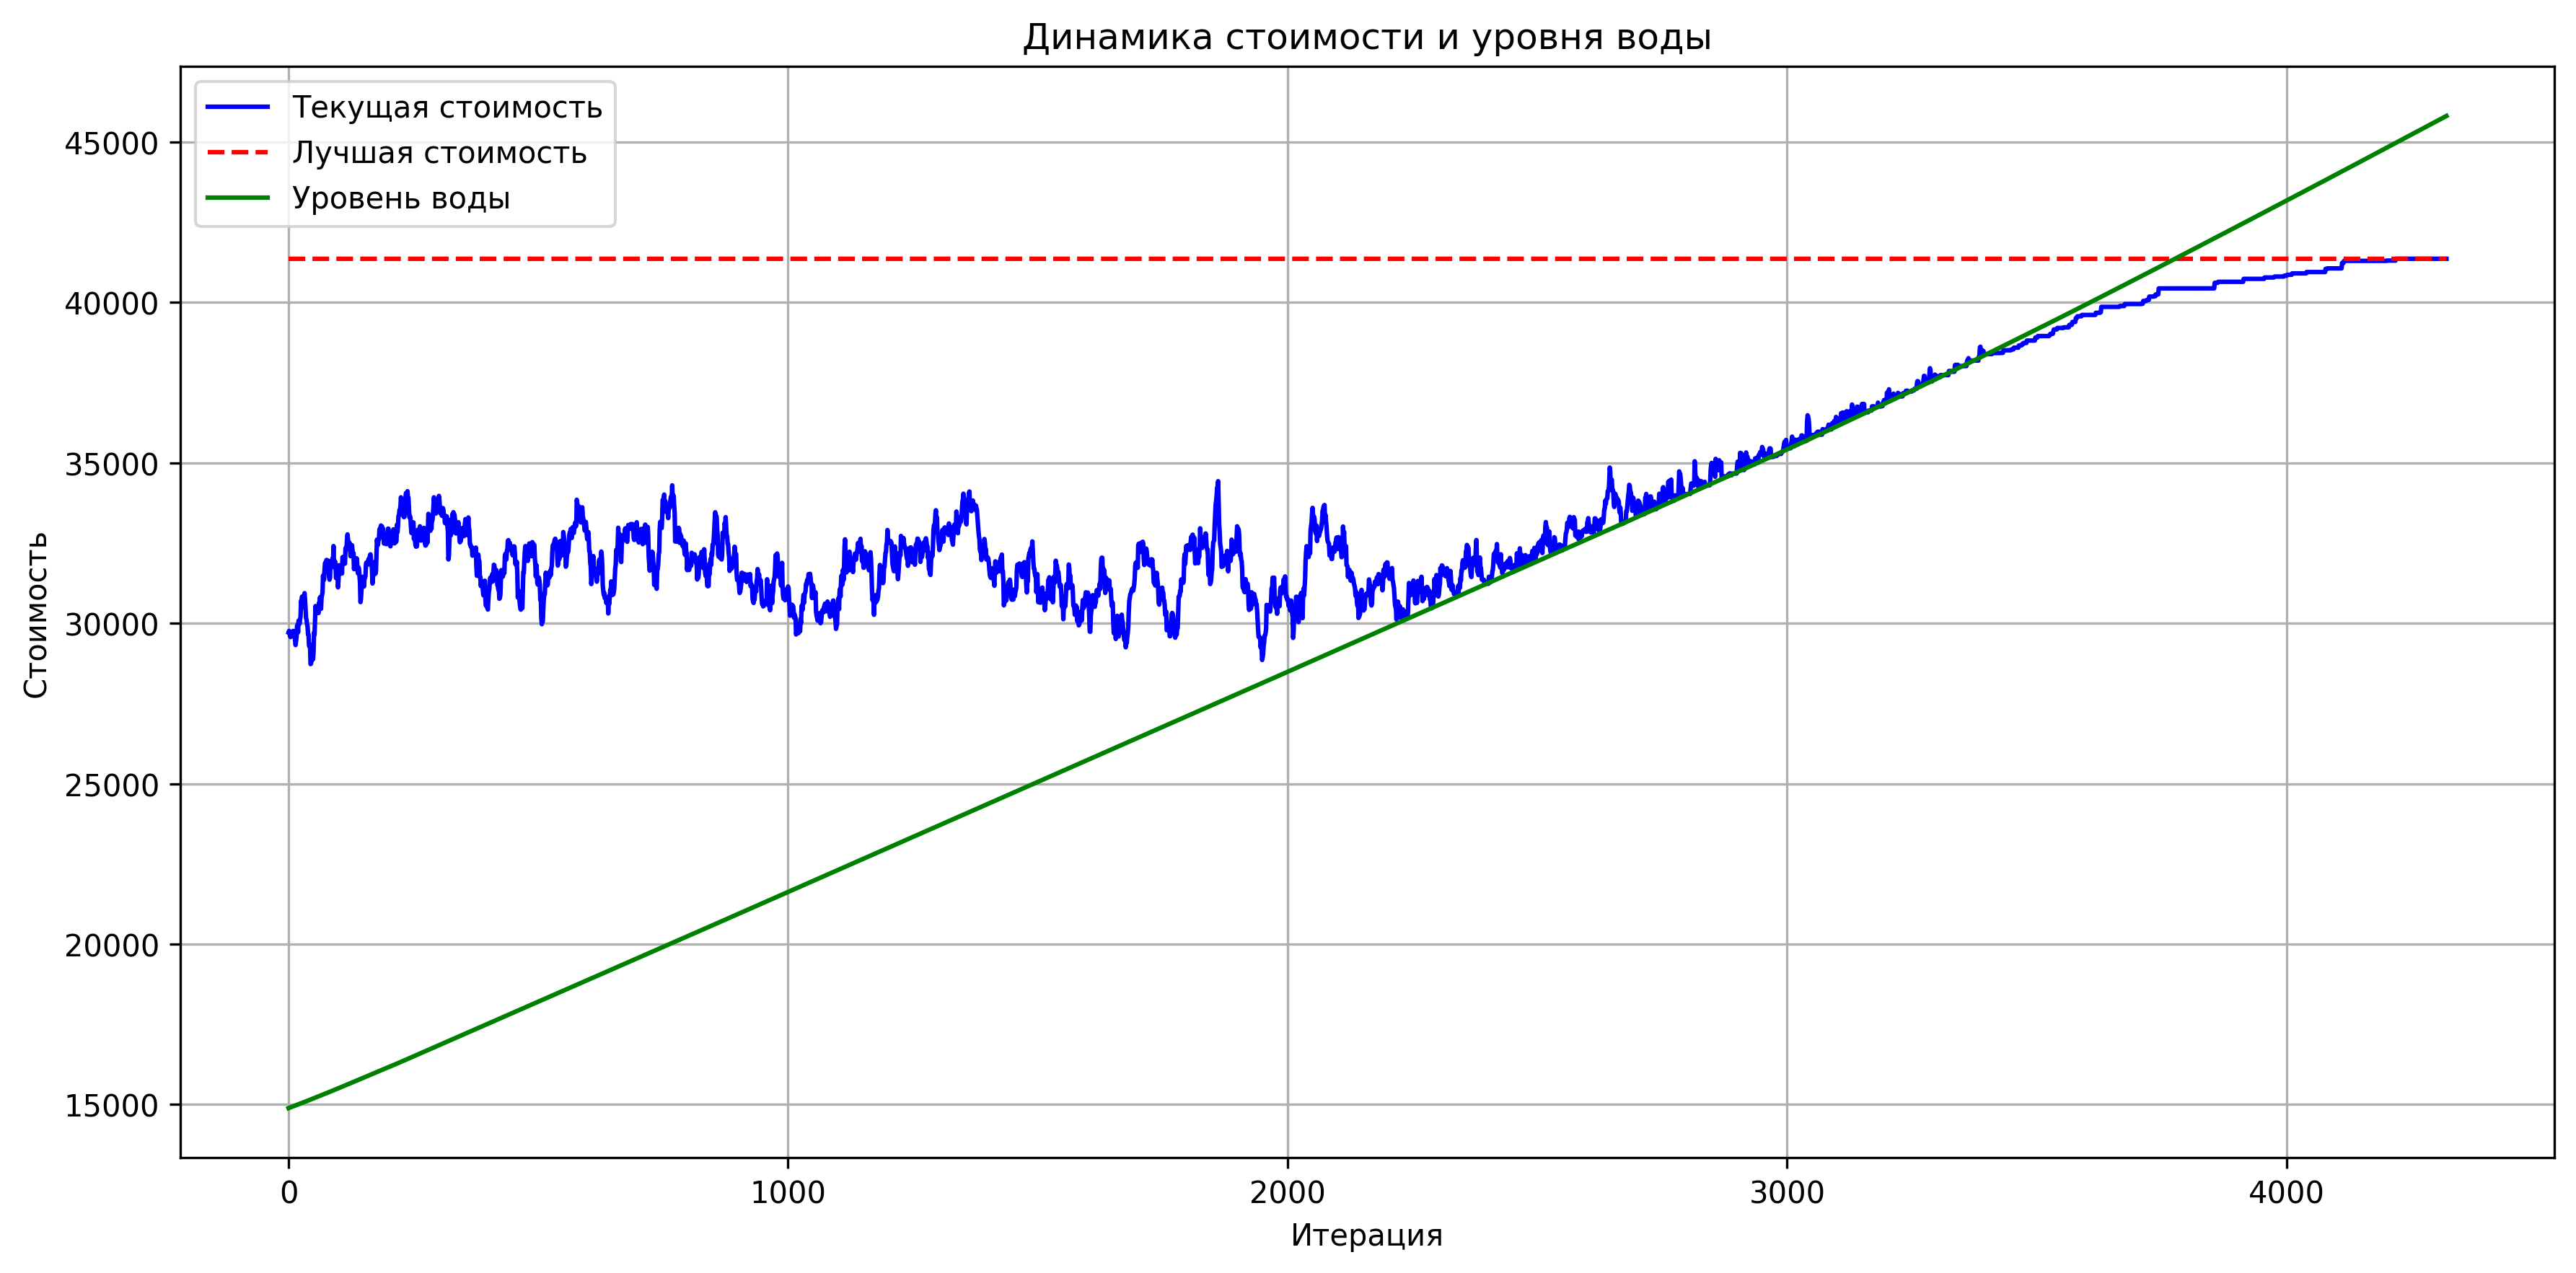 Динамика стоимости и уровня воды
Текущая стоимость
Лучшая стоимость
Уровень воды
Стоимость
45000
40000
35000
30000
25000
20000
15000
0 1000 2000 3000 4000
Итерация